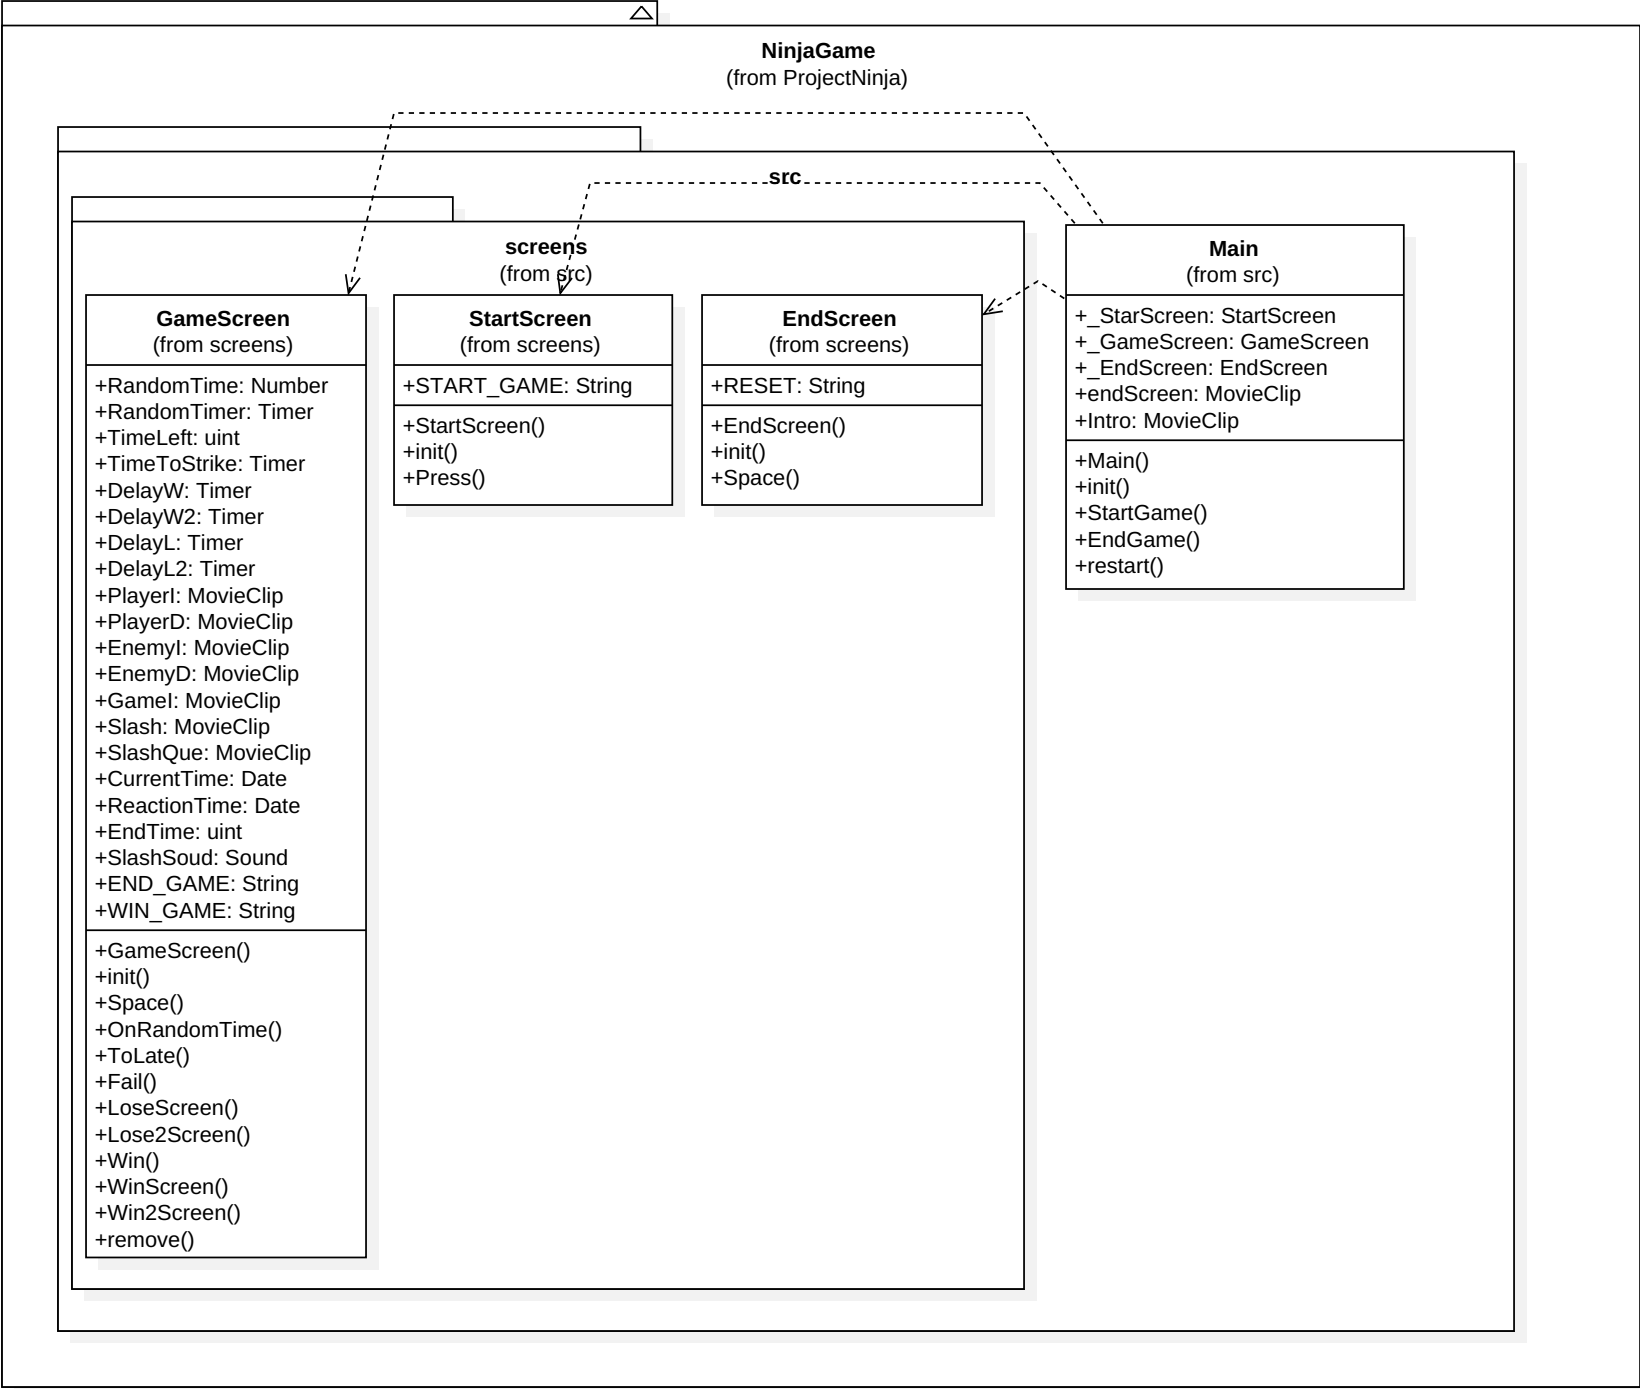 NinjaGame
(from ProjectNinja)
src
screens
(from src)
GameScreen
(from screens)
+RandomTime: Number
+RandomTimer: Timer
+TimeLeft: uint
+TimeToStrike: Timer
+DelayW: Timer
+DelayW2: Timer
+DelayL: Timer
+DelayL2: Timer
+PlayerI: MovieClip
+PlayerD: MovieClip
+EnemyI: MovieClip
+EnemyD: MovieClip
+GameI: MovieClip
+Slash: MovieClip
+SlashQue: MovieClip
+CurrentTime: Date
+ReactionTime: Date
+EndTime: uint
+SlashSoud: Sound
+END_GAME: String
+WIN_GAME: String
+GameScreen()
+init()
+Space()
+OnRandomTime()
+ToLate()
+Fail()
+LoseScreen()
+Lose2Screen()
+Win()
+WinScreen()
+Win2Screen()
+remove()
StartScreen
(from screens)
+START_GAME: String
+StartScreen()
+init()
+Press()
EndScreen
(from screens)
+RESET: String
+EndScreen()
+init()
+Space()
Main
(from src)
+_StarScreen: StartScreen
+_GameScreen: GameScreen
+_EndScreen: EndScreen
+endScreen: MovieClip
+Intro: MovieClip
+Main()
+init()
+StartGame()
+EndGame()
+restart()